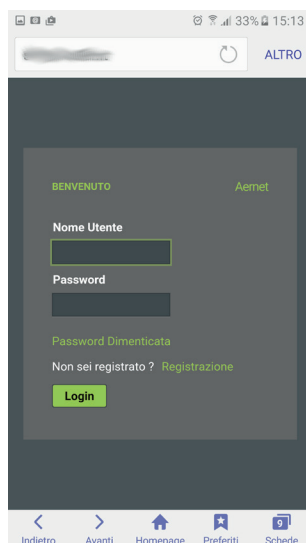 33% 15:13
ALTRO
BENVENUTO Aemet
Nome Utente
Password
Password Dimenticata
Non sei registrato ? Registrazione
Login
9
Indietro Avanti Homepage Preferiti Schede